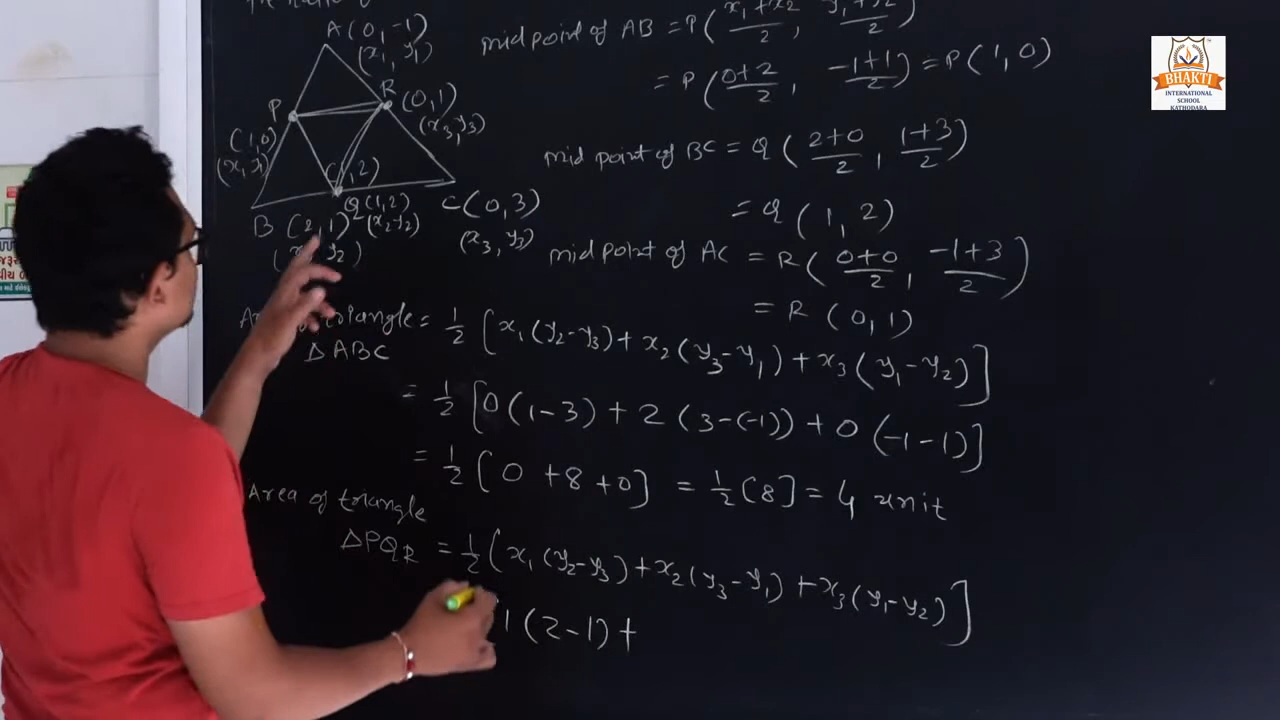 A (0, -1)
(x₁, y₁)
P
R (0, 1)
(x₃, y₃)
(1, 0)
(x₁, y₁)
(1, 2)
Q (1, 2)
(x₂, y₂)
B (2, 1)
C (0, 3)
(x₃, y₃)
mid point of AB = P(x₁+x₂/2, y₁+y₂/2)
= P(0+2/2, -1+1/2) = P(1, 0)
mid point of BC = Q(2+0/2, 1+3/2)
= Q (1, 2)
mid point of AC = R(0+0/2, -1+3/2)
= R (0, 1)
triangle = 1/2 [x₁(y₂-y₃) + x₂(y₃-y₁) + x₃(y₁-y₂)]
ΔABC
= 1/2 [0(1-3) + 2(3-(-1)) + 0(-1-1)]
= 1/2 [0+8+0] = 1/2[8] = 4 unit
Area of triangle
ΔPQR = 1/2 [x₁(y₂-y₃) + x₂(y₃-y₁) + x₃(y₁-y₂)]
1(2-1) +
BHAKTI
INTERNATIONAL
SCHOOL
KATHODARA